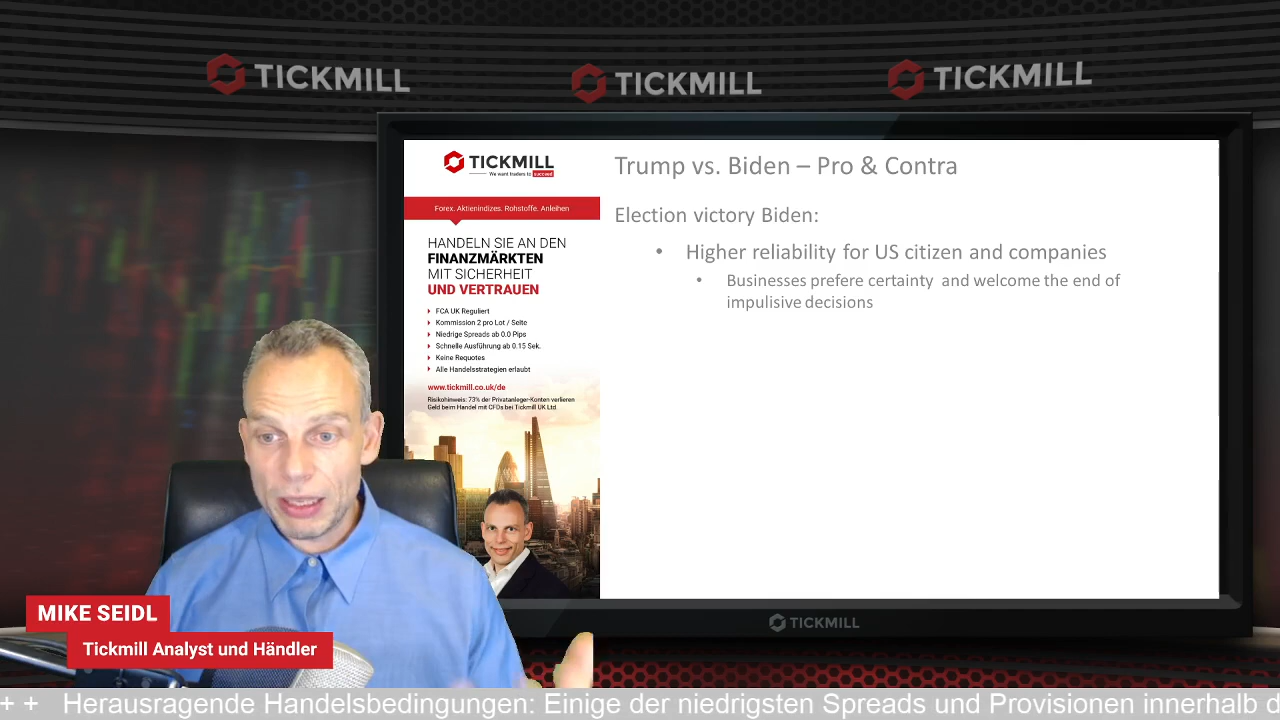 TICKMILL
TICKMILL
TICKMILL
TICKMILL
We want traders to succeed
Forex. Aktienindizes. Rohstoffe. Anleihen
HANDELN SIE AN DEN
FINANZMÄRKTEN
MIT SICHERHEIT
UND VERTRAUEN
FCA UK Reguliert
Kommission 2 pro Lot / Seite
Niedrige Spreads ab 0.0 Pips
Schnelle Ausführung ab 0.15 Sek.
Keine Requotes
Alle Handelsstrategien erlaubt
www.tickmill.co.uk/de
Risikohinweis: 73% der Privatanleger-Konten verlieren
Geld beim Handel mit CFDs bei Tickmill UK Ltd.
Trump vs. Biden – Pro & Contra
Election victory Biden:
• Higher reliability for US citizen and companies
• Businesses prefere certainty and welcome the end of
impulisive decisions
TICKMILL
MIKE SEIDL
Tickmill Analyst und Händler
+ + Herausragende Handelsbedingungen: Einige der niedrigsten Spreads und Provisionen innerhalb d